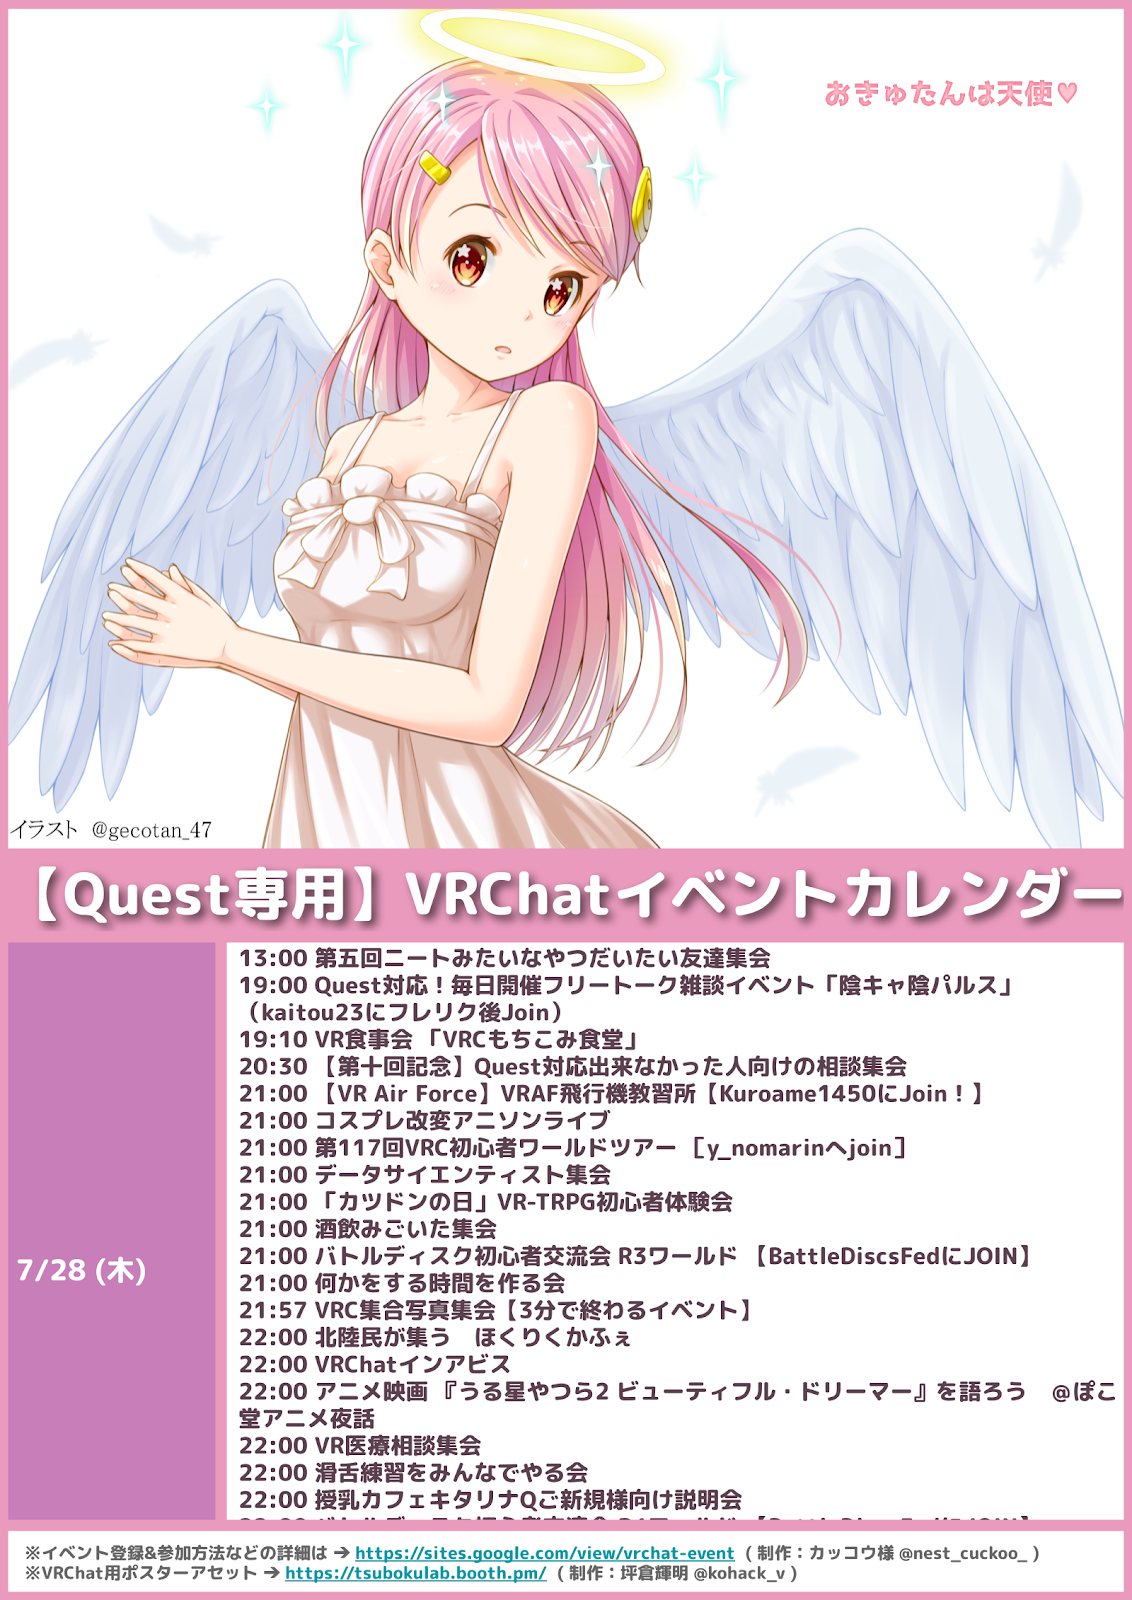 おきゅたんは天使♥
イラスト @gecotan_47
【Quest専用】VRChatイベントカレンダー
7/28 (木)
13:00 第五回ニートみたいなやつだいたい友達集会
19:00 Quest対応！毎日開催フリートーク雑談イベント「陰キャ陰パルス」
（kaitou23にフレリク後Join）
19:10 VR食事会 「VRCもちこみ食堂」
20:30 【第十回記念】Quest対応出来なかった人向けの相談集会
21:00 【VR Air Force】VRAF飛行機教習所【Kuroame1450にJoin！】
21:00 コスプレ改変アニソンライブ
21:00 第117回VRC初心者ワールドツアー ［y_nomarinへjoin］
21:00 データサイエンティスト集会
21:00 「カツドンの日」VR-TRPG初心者体験会
21:00 酒飲みごいた集会
21:00 バトルディスク初心者交流会 R3ワールド 【BattleDiscsFedにJOIN】
21:00 何かをする時間を作る会
21:57 VRC集合写真集会【3分で終わるイベント】
22:00 北陸民が集う　ほくりくかふぇ
22:00 VRChatインアビス
22:00 アニメ映画 『うる星やつら2 ビューティフル・ドリーマー』を語ろう　@ぽこ
堂アニメ夜話
22:00 VR医療相談集会
22:00 滑舌練習をみんなでやる会
22:00 授乳カフェキタリナQご新規様向け説明会
※イベント登録&参加方法などの詳細は ➔ https://sites.google.com/view/vrchat-event ( 制作：カッコウ様 @nest_cuckoo_ )
※VRChat用ポスターアセット ➔ https://tsubokulab.booth.pm/ ( 制作：坪倉輝明 @kohack_v )